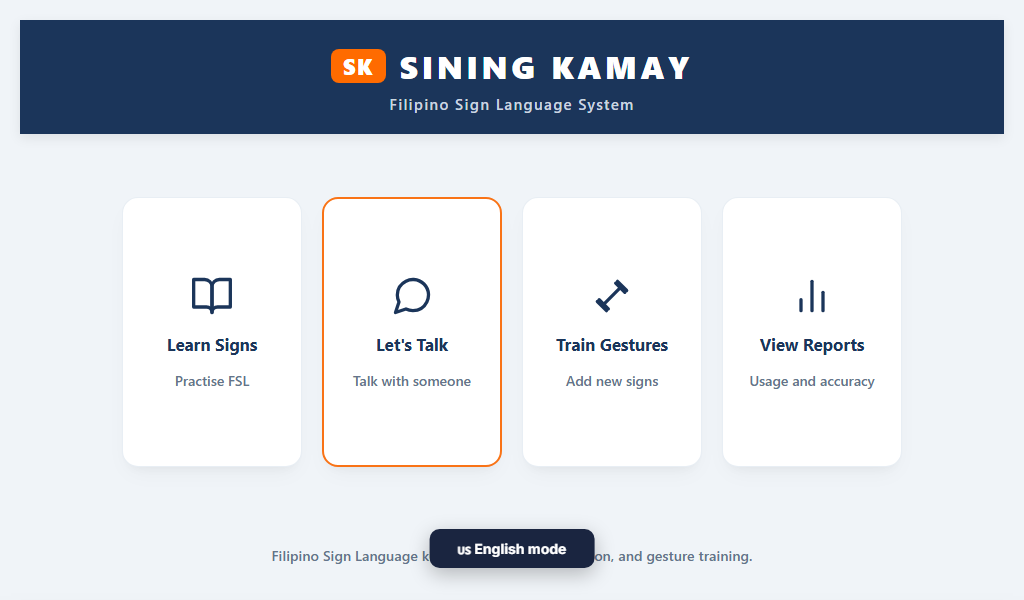 SK SINING KAMAY
Filipino Sign Language System
Learn Signs
Practise FSL
Let's Talk
Talk with someone
Train Gestures
Add new signs
View Reports
Usage and accuracy
Filipino Sign Language and gesture training.
US English mode